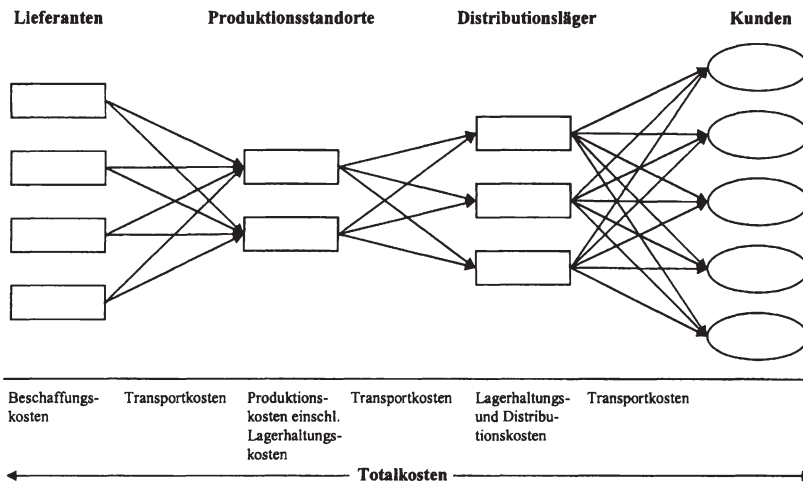 Lieferanten
Produktionsstandorte
Distributionsläger
Kunden
Beschaffungs-
kosten
Transportkosten
Produktions-
kosten einschl.
Lagerhaltungs-
kosten
Transportkosten
Lagerhaltungs-
und Distribu-
tionskosten
Transportkosten
Totalkosten